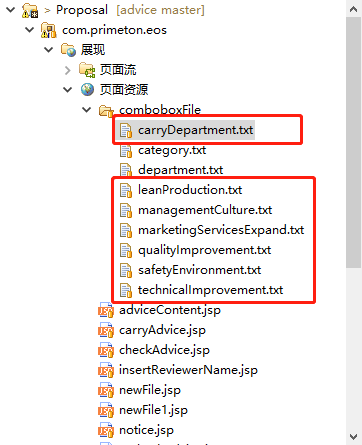 > Proposal [advice master]
com.primeton.eos
展现
页面流
页面资源
comboboxFile
carryDepartment.txt
category.txt
department.txt
leanProduction.txt
managementCulture.txt
marketingServicesExpand.txt
qualityImprovement.txt
safetyEnvironment.txt
technicalImprovement.txt
adviceContent.jsp
carryAdvice.jsp
checkAdvice.jsp
insertReviewerName.jsp
newFile.jsp
newFile1.jsp
notice.jsp